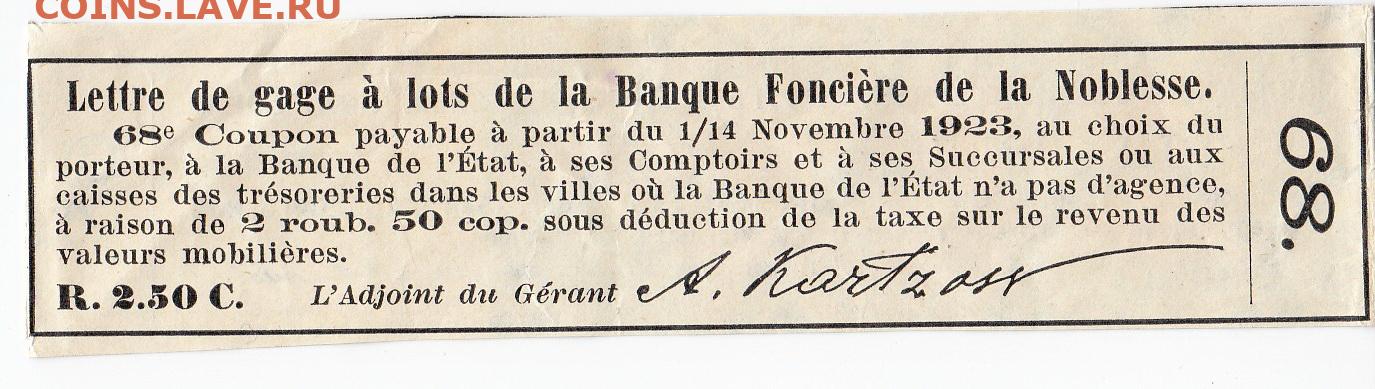 COINS.LAVE.RU
Lettre de gage à lots de la Banque Foncière de la Noblesse.
68e Coupon payable à partir du 1/14 Novembre 1923, au choix du
porteur, à la Banque de l'État, à ses Comptoirs et à ses Succursales ou aux
caisses des trésoreries dans les villes où la Banque de l'État n'a pas d'agence,
à raison de 2 roub. 50 cop. sous déduction de la taxe sur le revenu des
valeurs mobilières.
R. 2.50 C. L'Adjoint du Gérant A. Kartzoff
68.